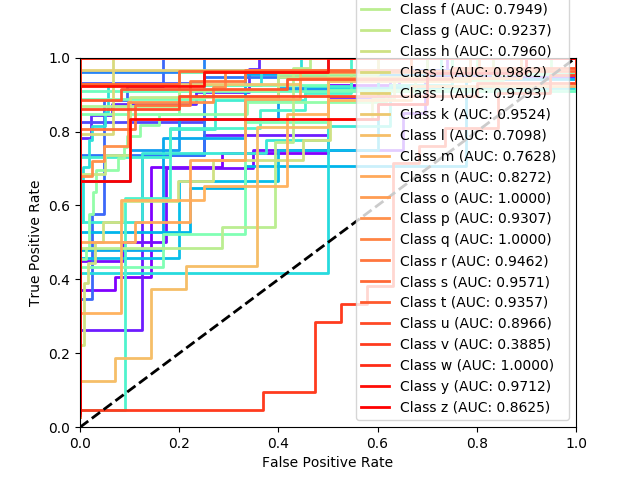 Class f (AUC: 0.7949)
Class g (AUC: 0.9237)
Class h (AUC: 0.7960)
Class i (AUC: 0.9862)
Class j (AUC: 0.9793)
Class k (AUC: 0.9524)
Class l (AUC: 0.7098)
Class m (AUC: 0.7628)
Class n (AUC: 0.8272)
Class o (AUC: 1.0000)
Class p (AUC: 0.9307)
Class q (AUC: 1.0000)
Class r (AUC: 0.9462)
Class s (AUC: 0.9571)
Class t (AUC: 0.9357)
Class u (AUC: 0.8966)
Class v (AUC: 0.3885)
Class w (AUC: 1.0000)
Class y (AUC: 0.9712)
Class z (AUC: 0.8625)
True Positive Rate
1.0
0.8
0.6
0.4
0.2
0.0
0.0 0.2 0.4 0.6 0.8 1.0
False Positive Rate